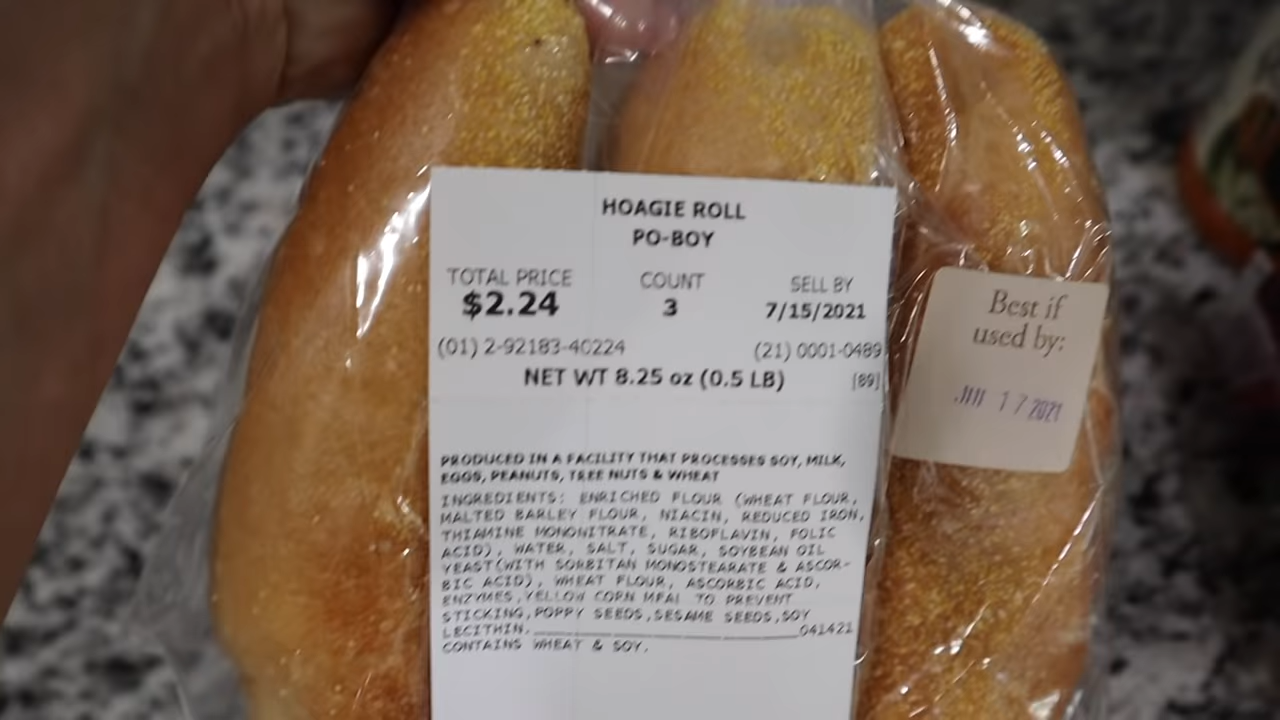 HOAGIE ROLL
PO-BOY
TOTAL PRICE COUNT SELL BY
$2.24 3 7/15/2021
(01) 2-92183-40224 (21) 0001-0489
NET WT 8.25 oz (0.5 LB) [89]
PRODUCED IN A FACILITY THAT PROCESSES SOY, MILK,
EGGS, PEANUTS, TREE NUTS & WHEAT
INGREDIENTS: ENRICHED FLOUR (WHEAT FLOUR,
MALTED BARLEY FLOUR, NIACIN, REDUCED IRON,
THIAMINE MONONITRATE, RIBOFLAVIN, FOLIC
ACID), WATER, SALT, SUGAR, SOYBEAN OIL
YEAST(WITH SORBITAN MONOSTEARATE & ASCOR-
BIC ACID), WHEAT FLOUR, ASCORBIC ACID,
ENZYMES,YELLOW CORN MEAL TO PREVENT
STICKING,POPPY SEEDS,SESAME SEEDS,SOY
LECITHIN.____________________041421
CONTAINS WHEAT & SOY.
Best if
used by:
17 2021